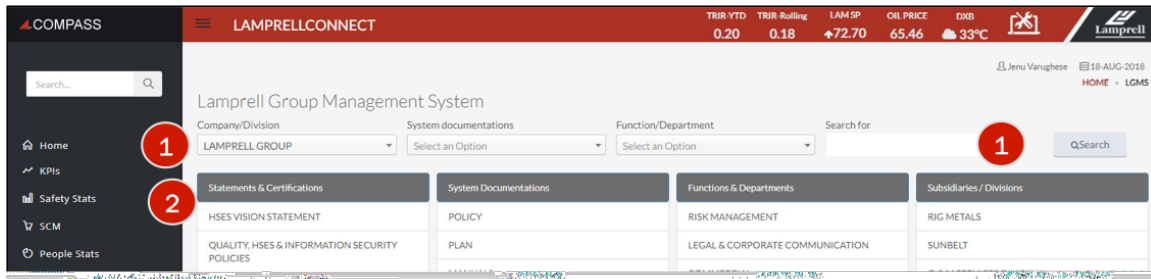 COMPASS
LAMPRELLCONNECT
TRIR-YTD TRIR-Rolling LAM SP OIL PRICE DXB
0.20 0.18 72.70 65.46 33°C
Lamprell
Jenu Varughese 18-AUG-2018
HOME LGMS
Search...
Lamprell Group Management System
Company/Division System documentations Function/Department Search for
LAMPRELL GROUP Select an Option Select an Option Search
1 1
2
Home
KPIs
Safety Stats
SCM
People Stats
Statements & Certifications System Documentations Functions & Departments Subsidiaries / Divisions
HSES VISION STATEMENT POLICY RISK MANAGEMENT RIG METALS
QUALITY, HSES & INFORMATION SECURITY POLICIES PLAN LEGAL & CORPORATE COMMUNICATION SUNBELT